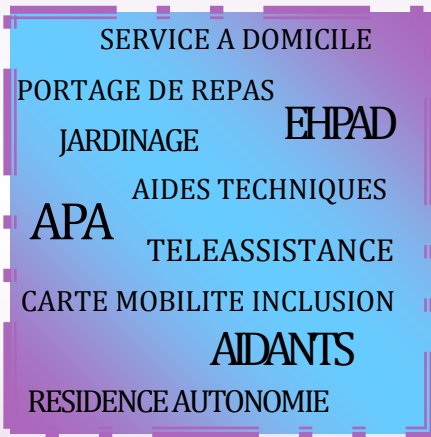 SERVICE A DOMICILE
PORTAGE DE REPAS
EHPAD
JARDINAGE
AIDES TECHNIQUES
APA
TELEASSISTANCE
CARTE MOBILITE INCLUSION
AIDANTS
RESIDENCE AUTONOMIE